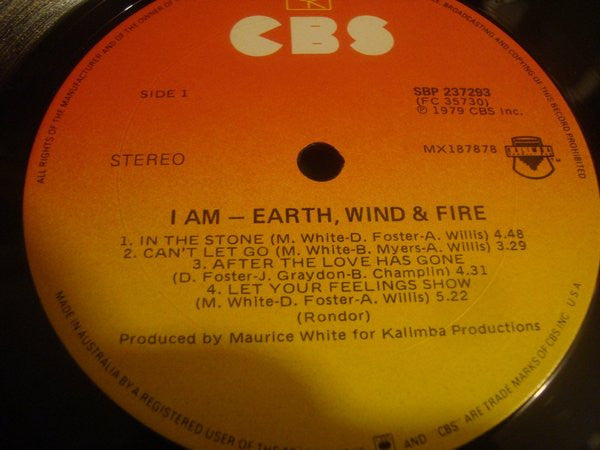 CBS
SIDE 1
SBP 237293
(FC 35730)
℗ 1979 CBS Inc.
STEREO
MX187878
I AM – EARTH, WIND & FIRE
1. IN THE STONE (M. White-D. Foster-A. Willis) 4.48
2. CAN'T LET GO (M. White-B. Myers-A. Willis) 3.29
3. AFTER THE LOVE HAS GONE
(D. Foster-J. Graydon-B. Champlin) 4.31
4. LET YOUR FEELINGS SHOW
(M. White-D. Foster-A. Willis) 5.22
(Rondor)
Produced by Maurice White for Kalimba Productions
ALL RIGHTS OF THE MANUFACTURER AND OF THE OWNER OF
BROADCASTING AND COPYING OF THIS RECORD PROHIBITED
MADE IN AUSTRALIA BY A REGISTERED USER OF THE
AND "CBS" ARE TRADE MARKS OF CBS INC. U S A